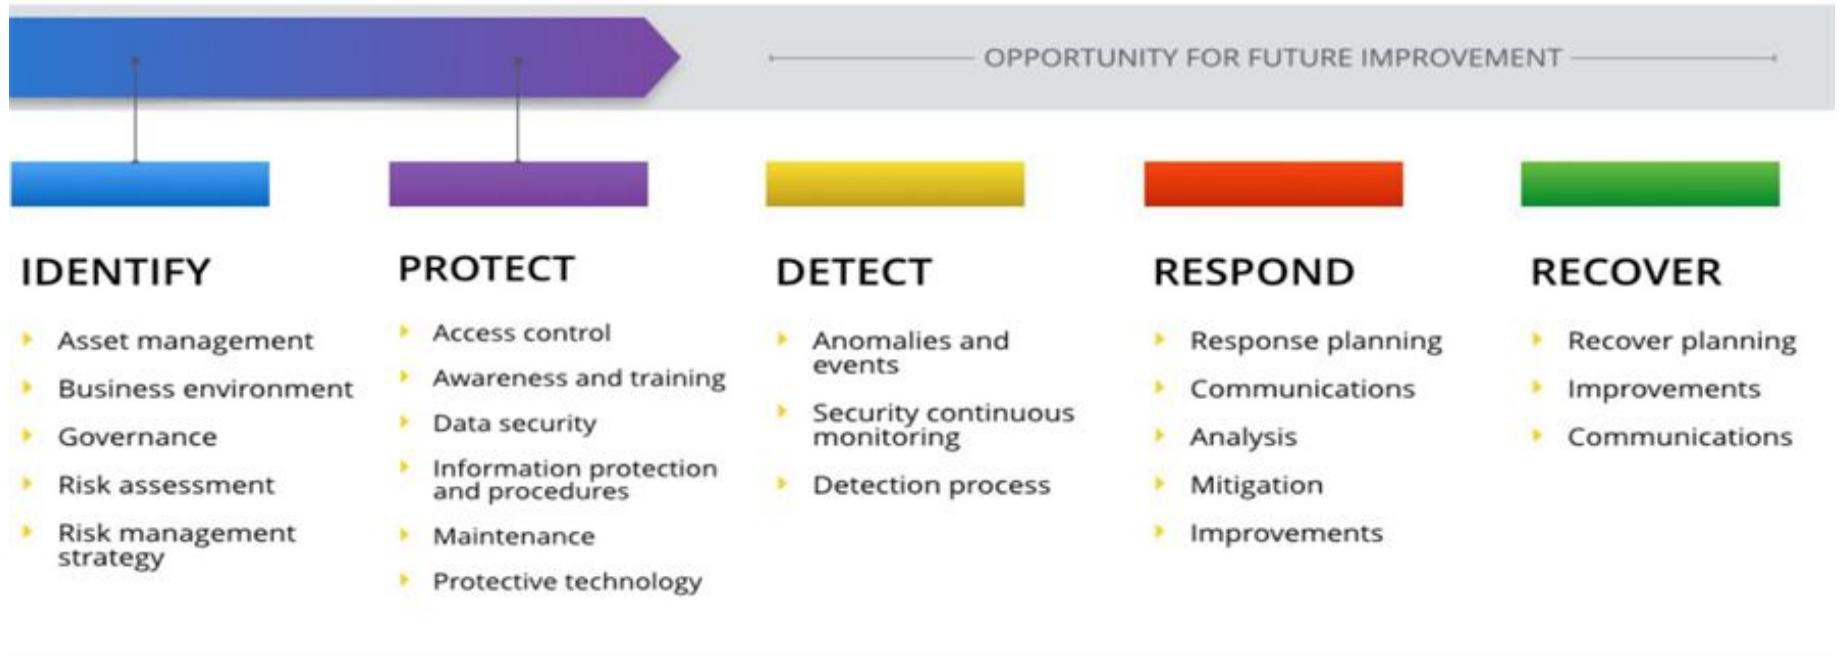 OPPORTUNITY FOR FUTURE IMPROVEMENT
IDENTIFY
Asset management
Business environment
Governance
Risk assessment
Risk management
strategy
PROTECT
Access control
Awareness and training
Data security
Information protection
and procedures
Maintenance
Protective technology
DETECT
Anomalies and
events
Security continuous
monitoring
Detection process
RESPOND
Response planning
Communications
Analysis
Mitigation
Improvements
RECOVER
Recover planning
Improvements
Communications